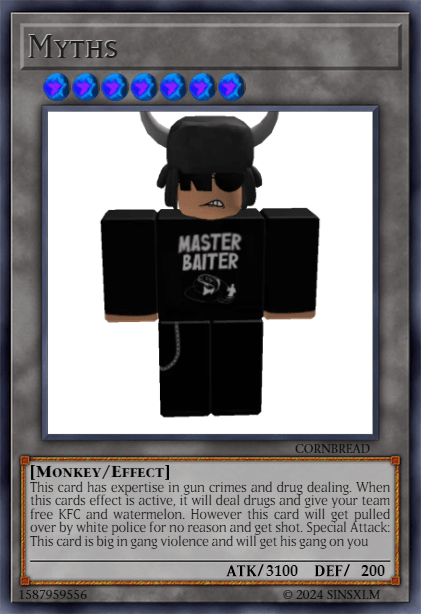 MYTHS
MASTER
BAITER
CORNBREAD
[MONKEY/EFFECT]
This card has expertise in gun crimes and drug dealing. When
this cards effect is active, it will deal drugs and give your team
free KFC and watermelon. However this card will get pulled
over by white police for no reason and get shot. Special Attack:
This card is big in gang violence and will get his gang on you
ATK/3100 DEF/ 200
1587959556 © 2024 SINSXLM